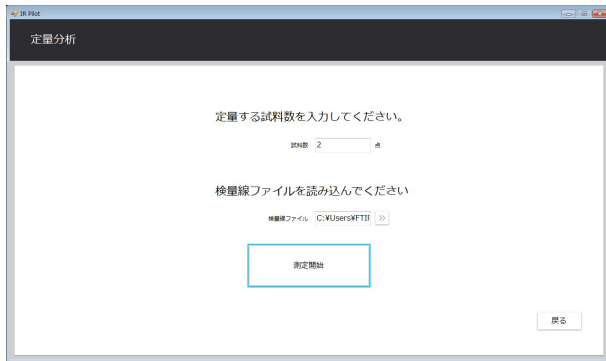 IR Pilot
定量分析
定量する試料数を入力してください。
試料数 2 点
検量線ファイルを読み込んでください
検量線ファイル C:¥Users¥FTIF >>
測定開始
戻る